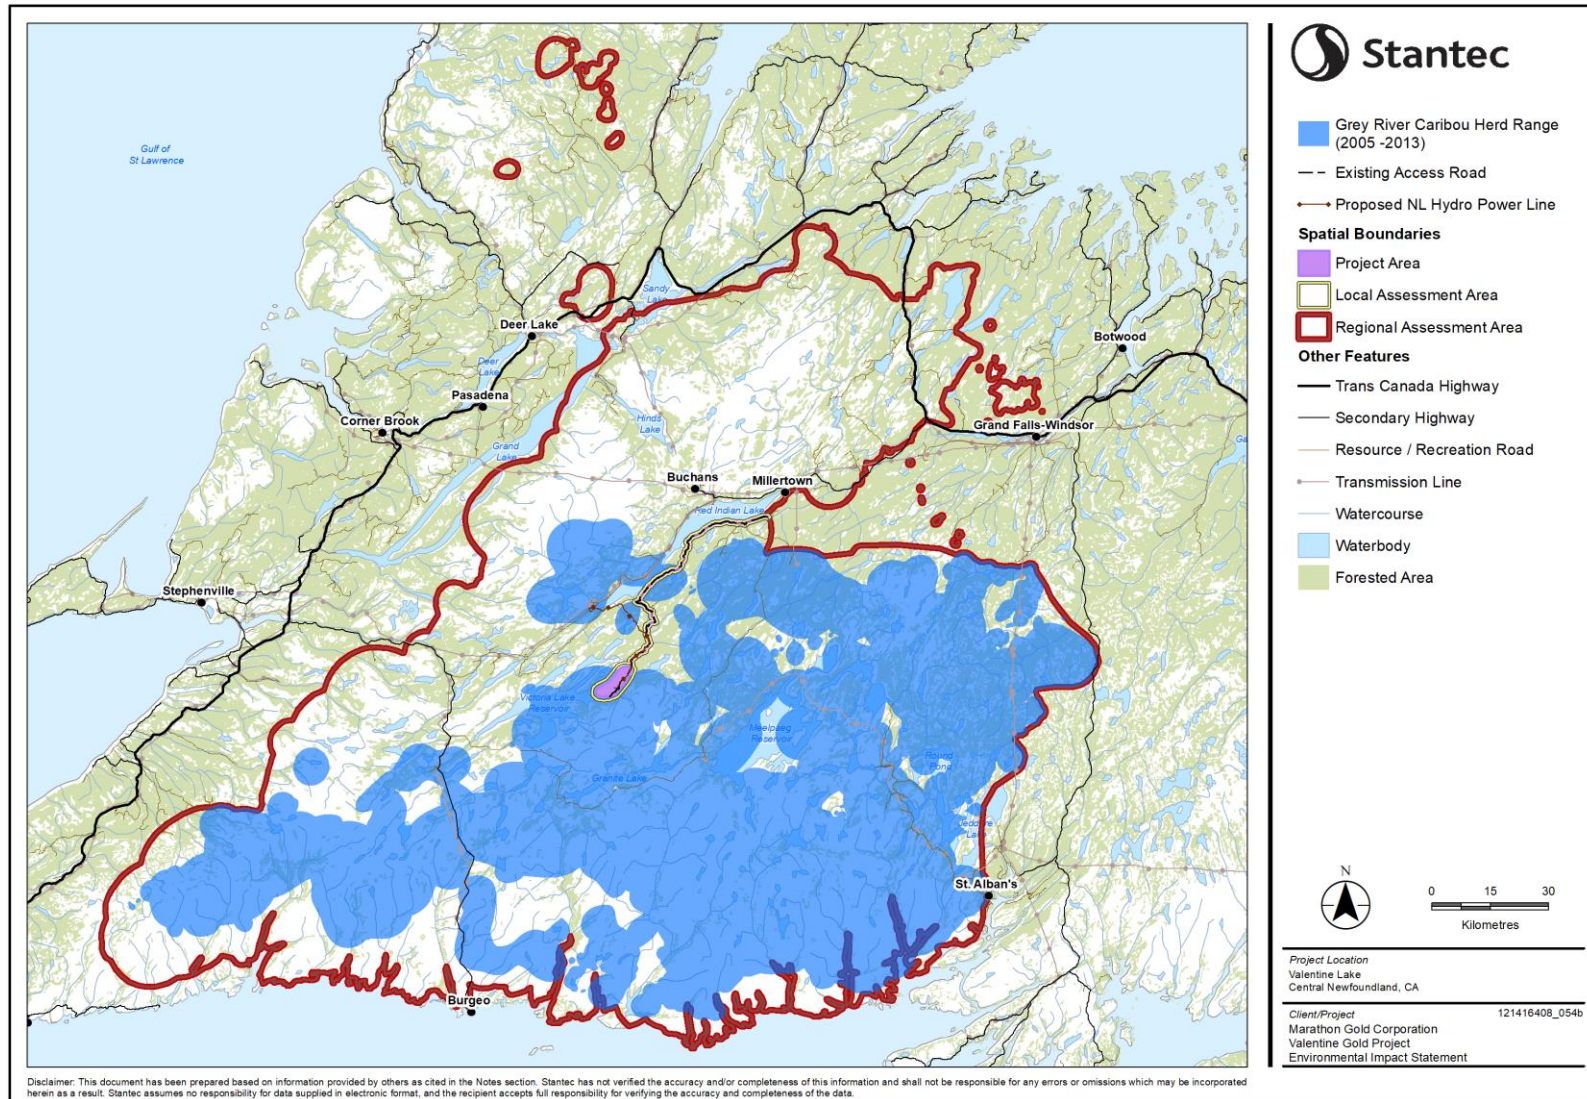 Gulf of
St Lawrence
Sandy
Lake
Deer Lake
Deer
Lake
Pasadena
Corner Brook
Grand
Lake
Hinds
Lake
Botwood
Grand Falls-Windsor
Buchans
Millertown
Red Indian Lake
Stephenville
Victoria Lake
Reservoir
Meelpaeg
Reservoir
Granite Lake
Round
Pond
Jeddore
Lake
St. Alban's
Burgeo
Ga
Stantec
Grey River Caribou Herd Range
(2005 -2013)
Existing Access Road
Proposed NL Hydro Power Line
Spatial Boundaries
Project Area
Local Assessment Area
Regional Assessment Area
Other Features
Trans Canada Highway
Secondary Highway
Resource / Recreation Road
Transmission Line
Watercourse
Waterbody
Forested Area
N
0 15 30
Kilometres
Project Location
Valentine Lake
Central Newfoundland, CA
Client/Project 121416408_054b
Marathon Gold Corporation
Valentine Gold Project
Environmental Impact Statement
Disclaimer: This document has been prepared based on information provided by others as cited in the Notes section. Stantec has not verified the accuracy and/or completeness of this information and shall not be responsible for any errors or omissions which may be incorporated
herein as a result. Stantec assumes no responsibility for data supplied in electronic format, and the recipient accepts full responsibility for verifying the accuracy and completeness of the data.